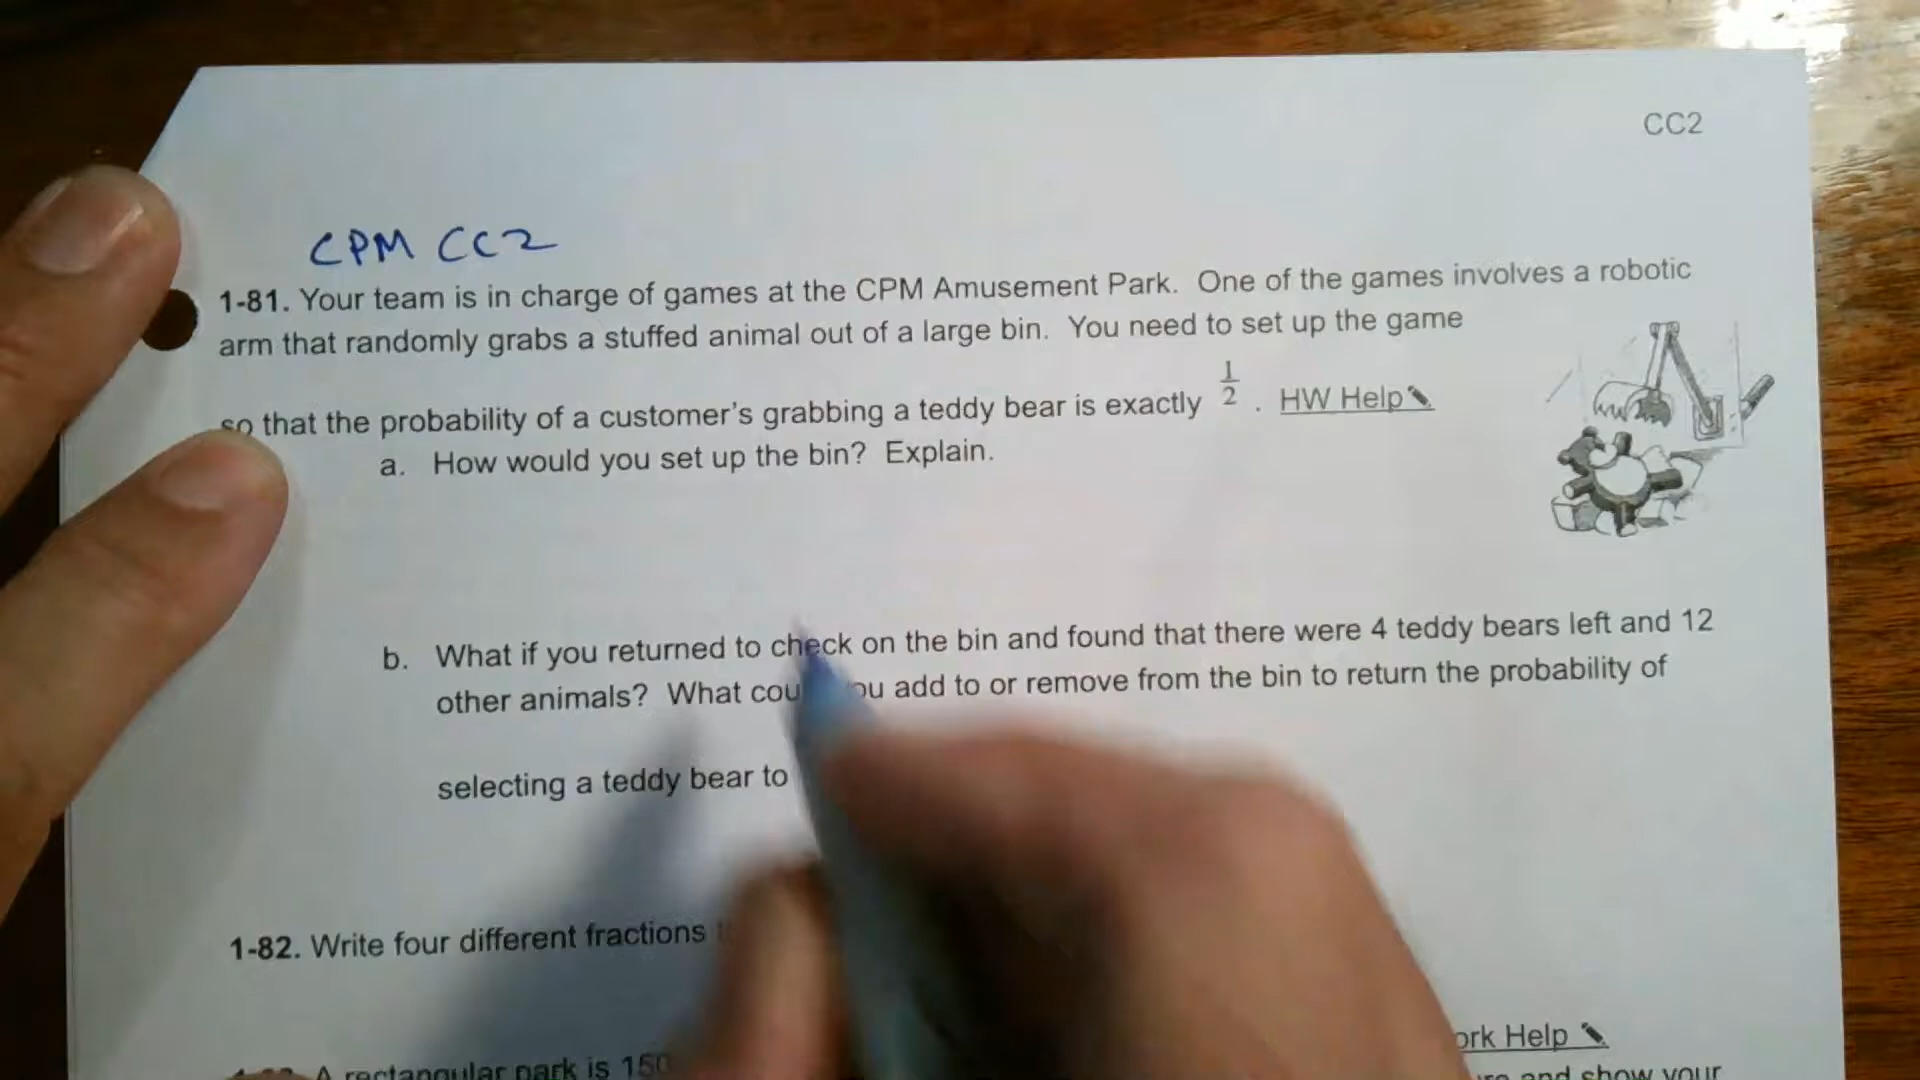 CC2
CPM CC2
1-81. Your team is in charge of games at the CPM Amusement Park. One of the games involves a robotic
arm that randomly grabs a stuffed animal out of a large bin. You need to set up the game
so that the probability of a customer's grabbing a teddy bear is exactly 1/2 . HW Help
a. How would you set up the bin? Explain.
b. What if you returned to check on the bin and found that there were 4 teddy bears left and 12
other animals? What add to or remove from the bin to return the probability of
selecting a teddy bear to
1-82. Write four different fractions
A rectangular park is 150
Help
and show your